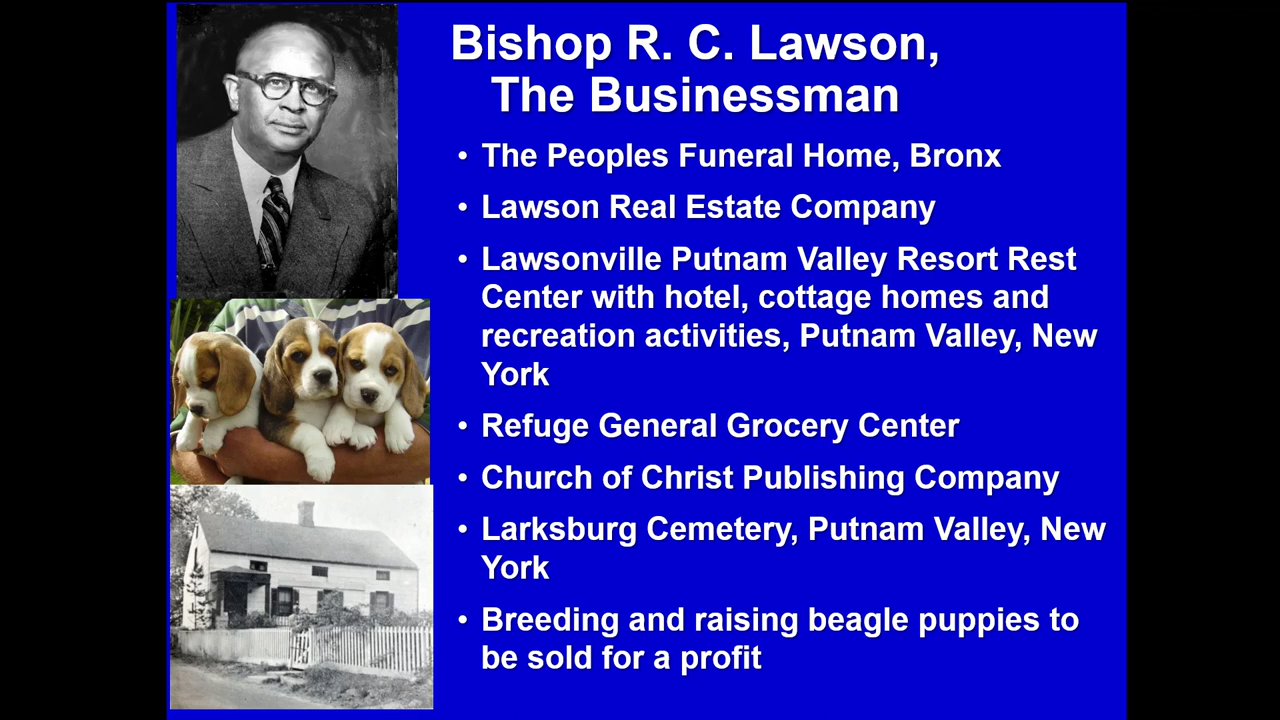 Bishop R. C. Lawson,
The Businessman
• The Peoples Funeral Home, Bronx
• Lawson Real Estate Company
• Lawsonville Putnam Valley Resort Rest
Center with hotel, cottage homes and
recreation activities, Putnam Valley, New
York
• Refuge General Grocery Center
• Church of Christ Publishing Company
• Larksburg Cemetery, Putnam Valley, New
York
• Breeding and raising beagle puppies to
be sold for a profit